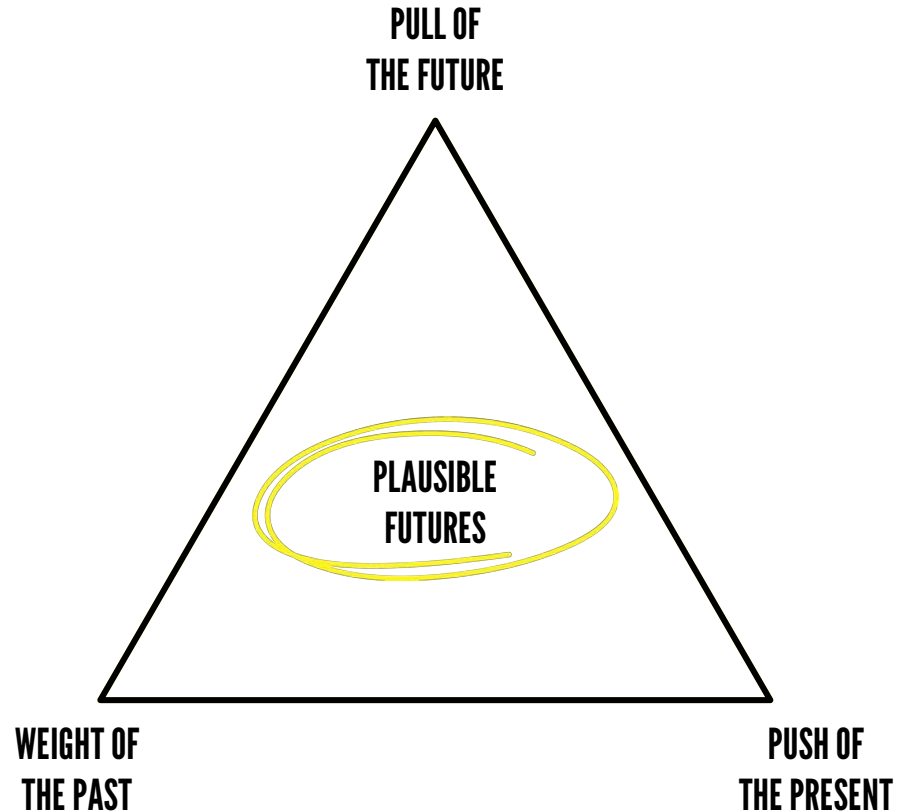 PULL OF
THE FUTURE
PLAUSIBLE
FUTURES
WEIGHT OF
THE PAST
PUSH OF
THE PRESENT